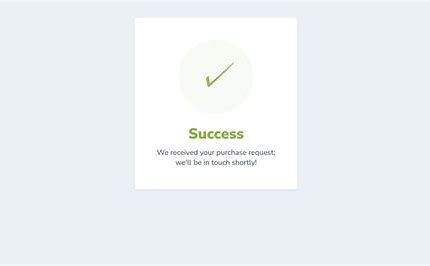 Success
We received your purchase request;
we'll be in touch shortly!